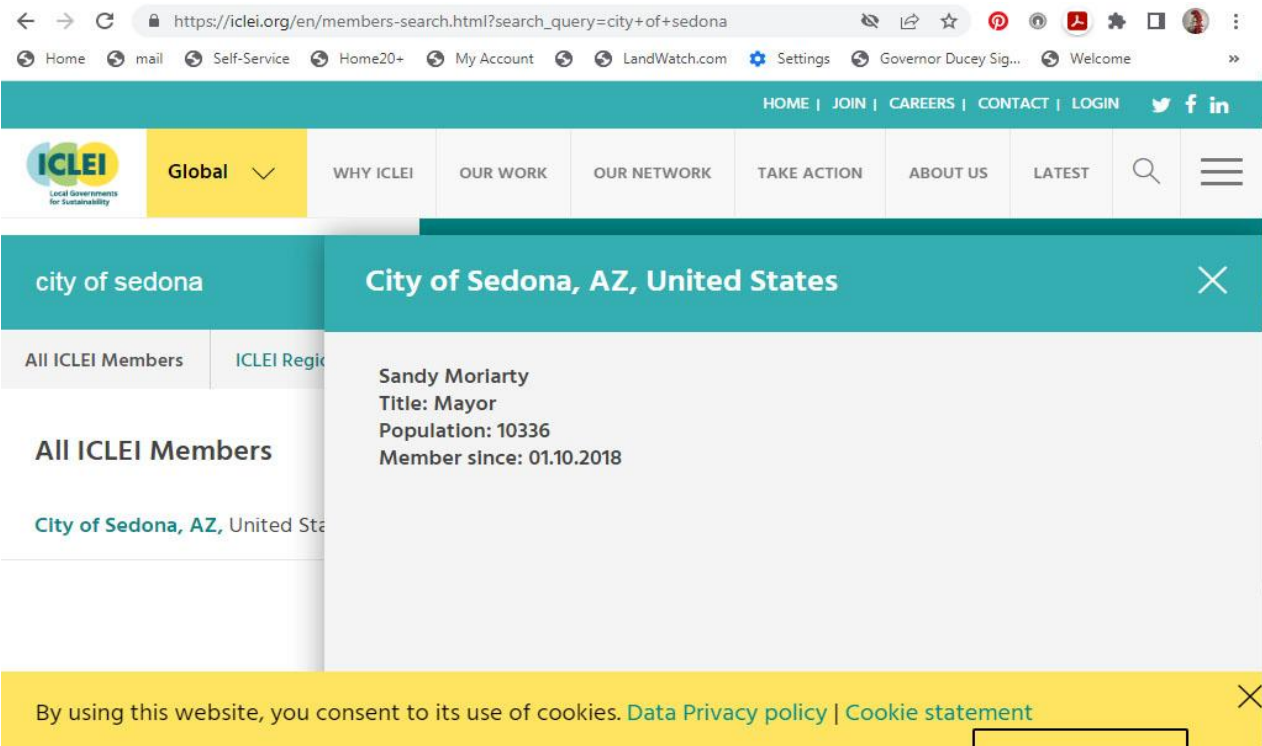 https://iclei.org/en/members-search.html?search_query=city+of+sedona
Home mail Self-Service Home20+ My Account LandWatch.com Settings Governor Ducey Sig... Welcome »
HOME | JOIN | CAREERS | CONTACT | LOGIN
ICLEI
Local Governments
for Sustainability
Global
WHY ICLEI OUR WORK OUR NETWORK TAKE ACTION ABOUT US LATEST
city of sedona
City of Sedona, AZ, United States
All ICLEI Members ICLEI Regio
Sandy Moriarty
Title: Mayor
Population: 10336
Member since: 01.10.2018
All ICLEI Members
City of Sedona, AZ, United Sta
By using this website, you consent to its use of cookies. Data Privacy policy | Cookie statement